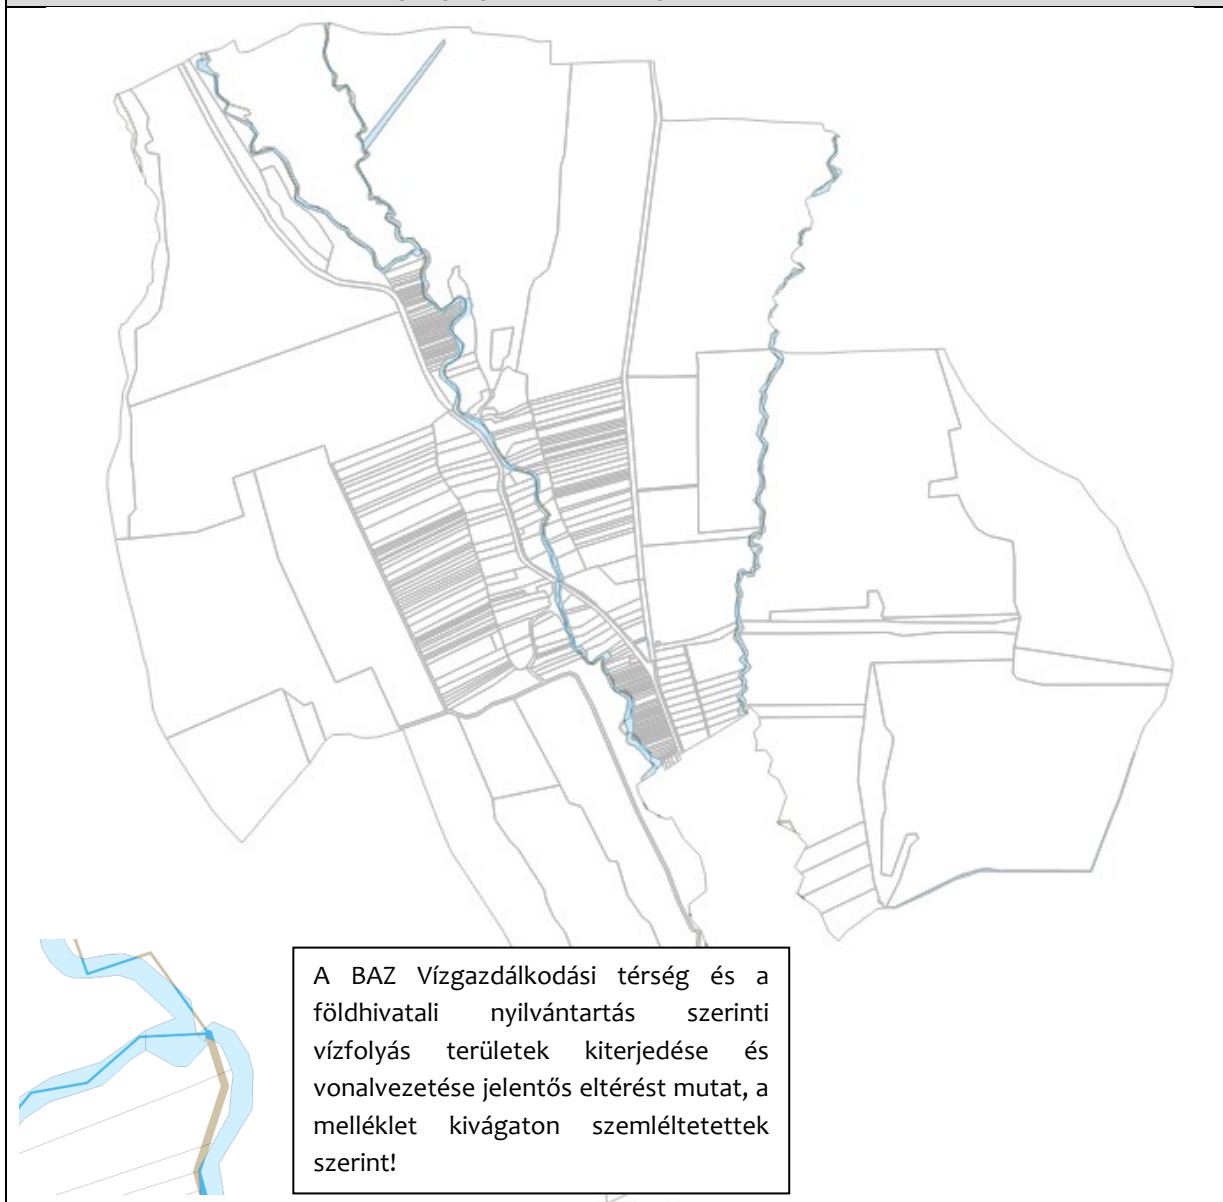 A BAZ Vízgazdálkodási térség és a
földhivatali nyilvántartás szerinti
vízfolyás területek kiterjedése és
vonalvezetése jelentős eltérést mutat, a
melléklet kivágaton szemléltetettek
szerint!